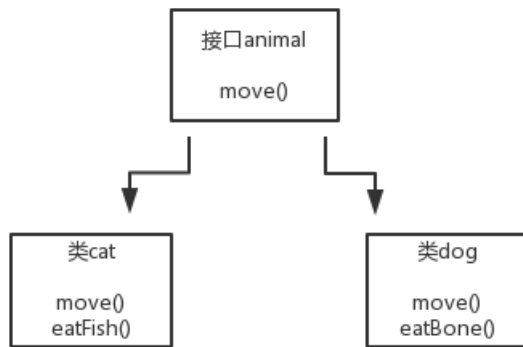 接口animal
move()
类cat
move()
eatFish()
类dog
move()
eatBone()